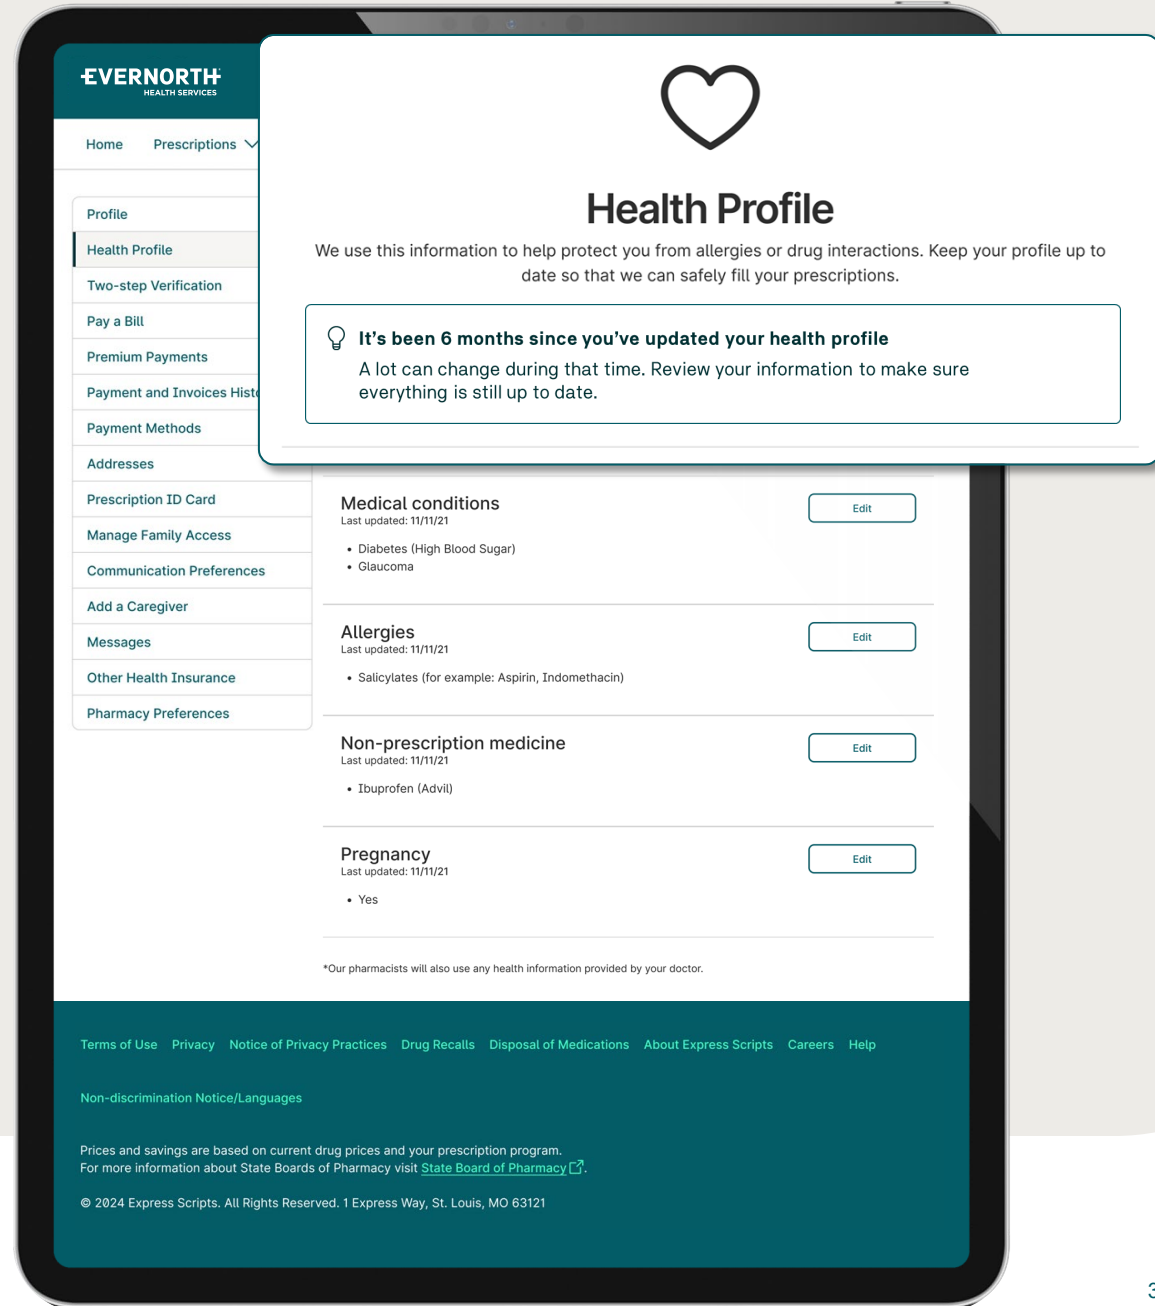 EVERNORTH
HEALTH SERVICES
Home Prescriptions
Profile
Health Profile
Two-step Verification
Pay a Bill
Premium Payments
Payment and Invoices Histo
Payment Methods
Addresses
Prescription ID Card
Manage Family Access
Communication Preferences
Add a Caregiver
Messages
Other Health Insurance
Pharmacy Preferences
Health Profile
We use this information to help protect you from allergies or drug interactions. Keep your profile up to
date so that we can safely fill your prescriptions.
It's been 6 months since you've updated your health profile
A lot can change during that time. Review your information to make sure
everything is still up to date.
Medical conditions
Edit
Last updated: 11/11/21
• Diabetes (High Blood Sugar)
• Glaucoma
Allergies
Edit
Last updated: 11/11/21
• Salicylates (for example: Aspirin, Indomethacin)
Non-prescription medicine
Edit
Last updated: 11/11/21
• Ibuprofen (Advil)
Pregnancy
Edit
Last updated: 11/11/21
• Yes
*Our pharmacists will also use any health information provided by your doctor.
Terms of Use Privacy Notice of Privacy Practices Drug Recalls Disposal of Medications About Express Scripts Careers Help
Non-discrimination Notice/Languages
Prices and savings are based on current drug prices and your prescription program.
For more information about State Boards of Pharmacy visit State Board of Pharmacy.
© 2024 Express Scripts. All Rights Reserved. 1 Express Way, St. Louis, MO 63121
3